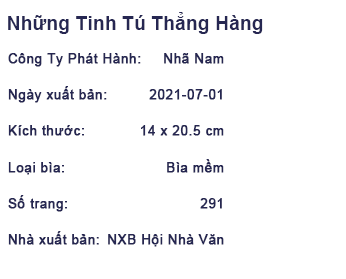 Những Tinh Tú Thẳng Hàng
Công Ty Phát Hành: Nhã Nam
Ngày xuất bản: 2021-07-01
Kích thước: 14 x 20.5 cm
Loại bìa: Bìa mềm
Số trang: 291
Nhà xuất bản: NXB Hội Nhà Văn